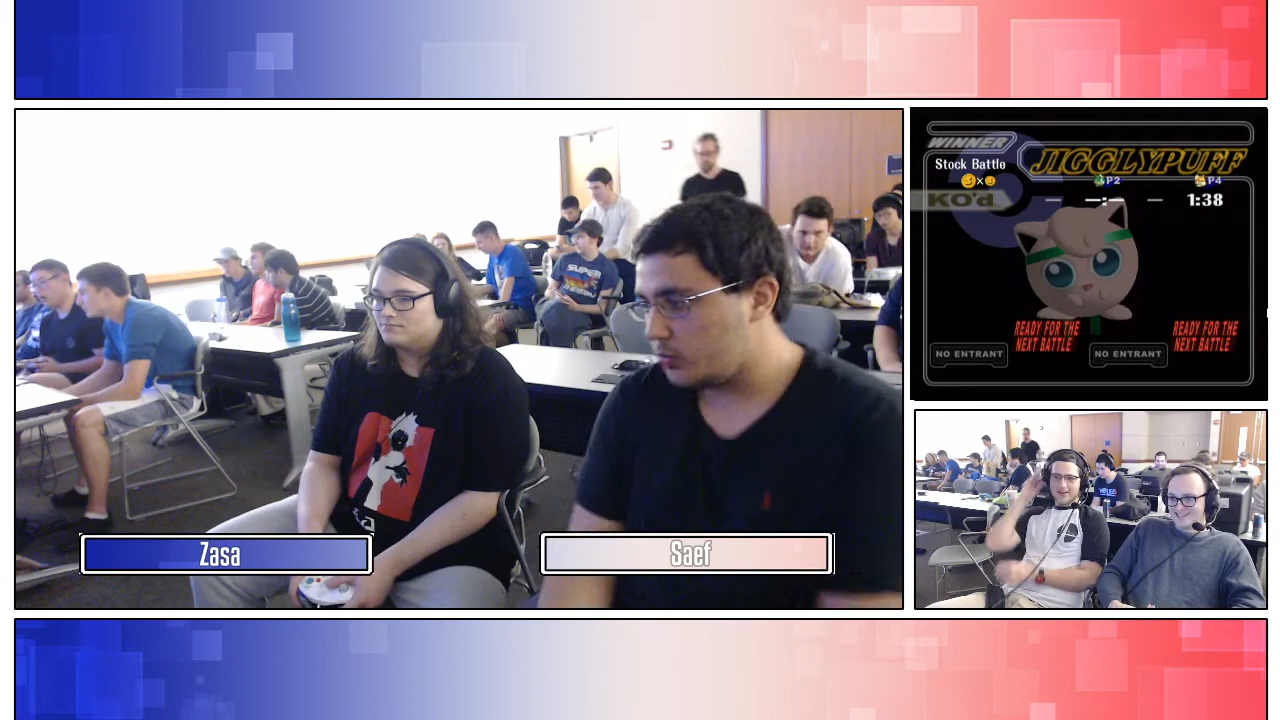 WINNER
JIGGLYPUFF
Stock Battle
x
P2
P4
KO'd
1:38
READY FOR THE
NEXT BATTLE
READY FOR THE
NEXT BATTLE
NO ENTRANT
NO ENTRANT
SUPER
Zasa
Saef